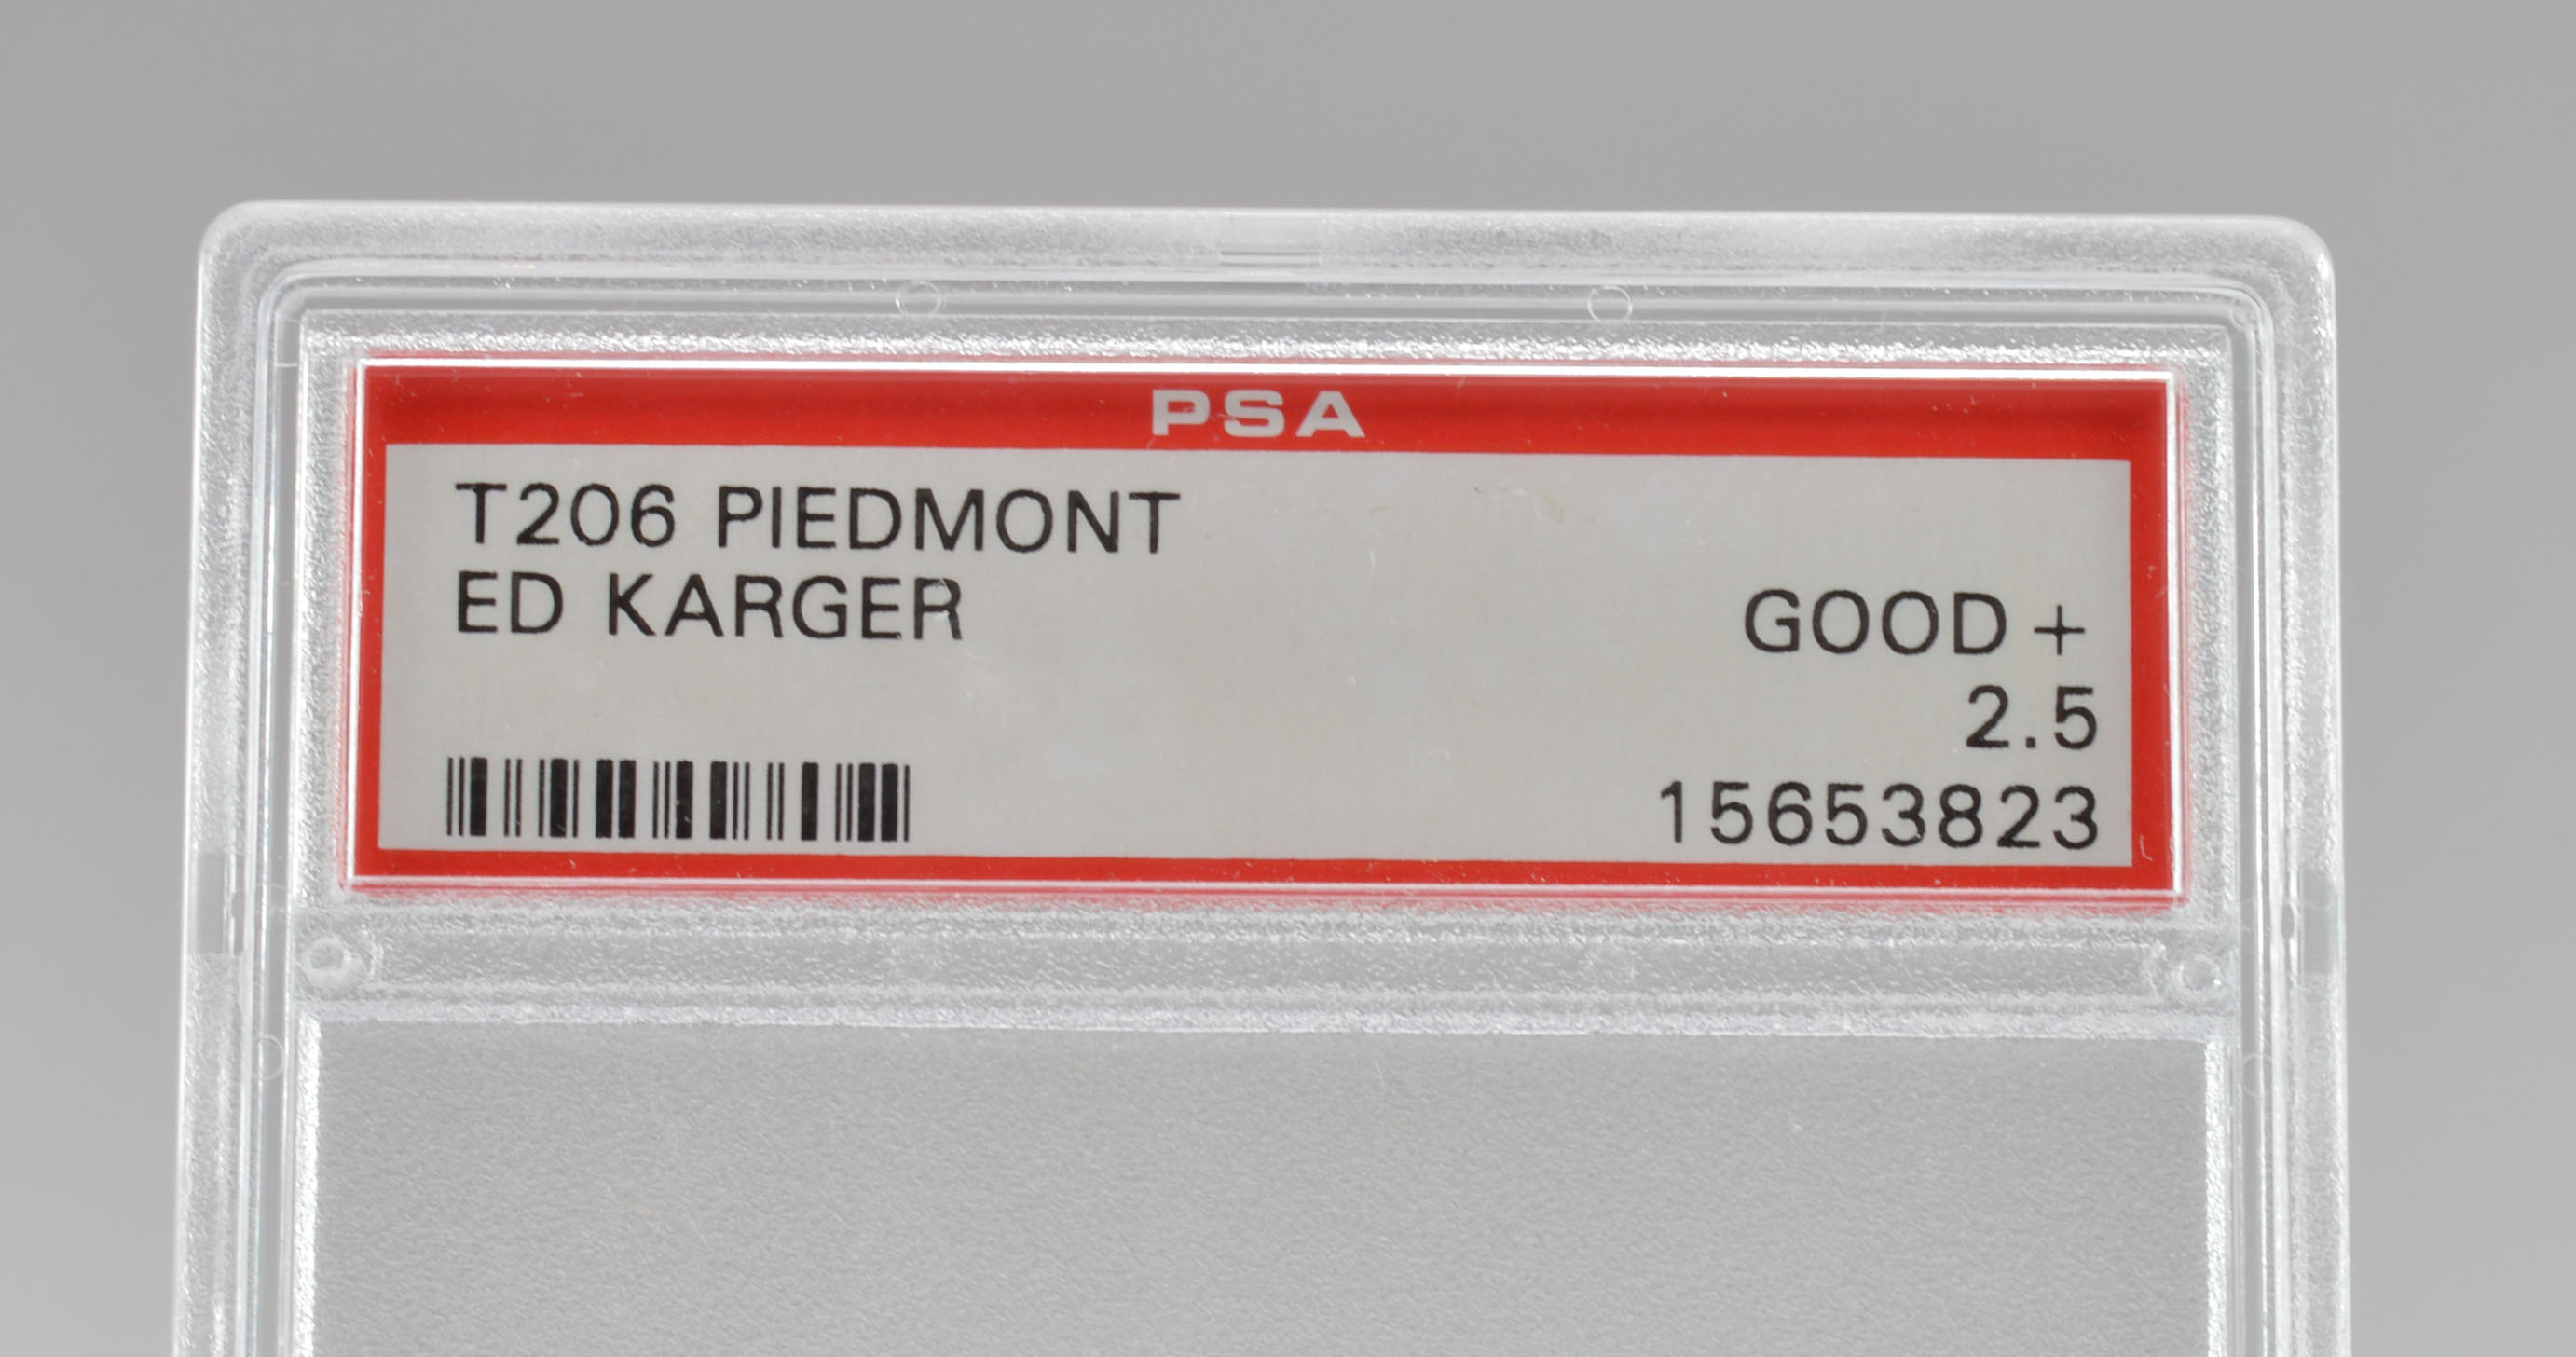 PSA
T206 PIEDMONT
ED KARGER
GOOD +
2.5
15653823